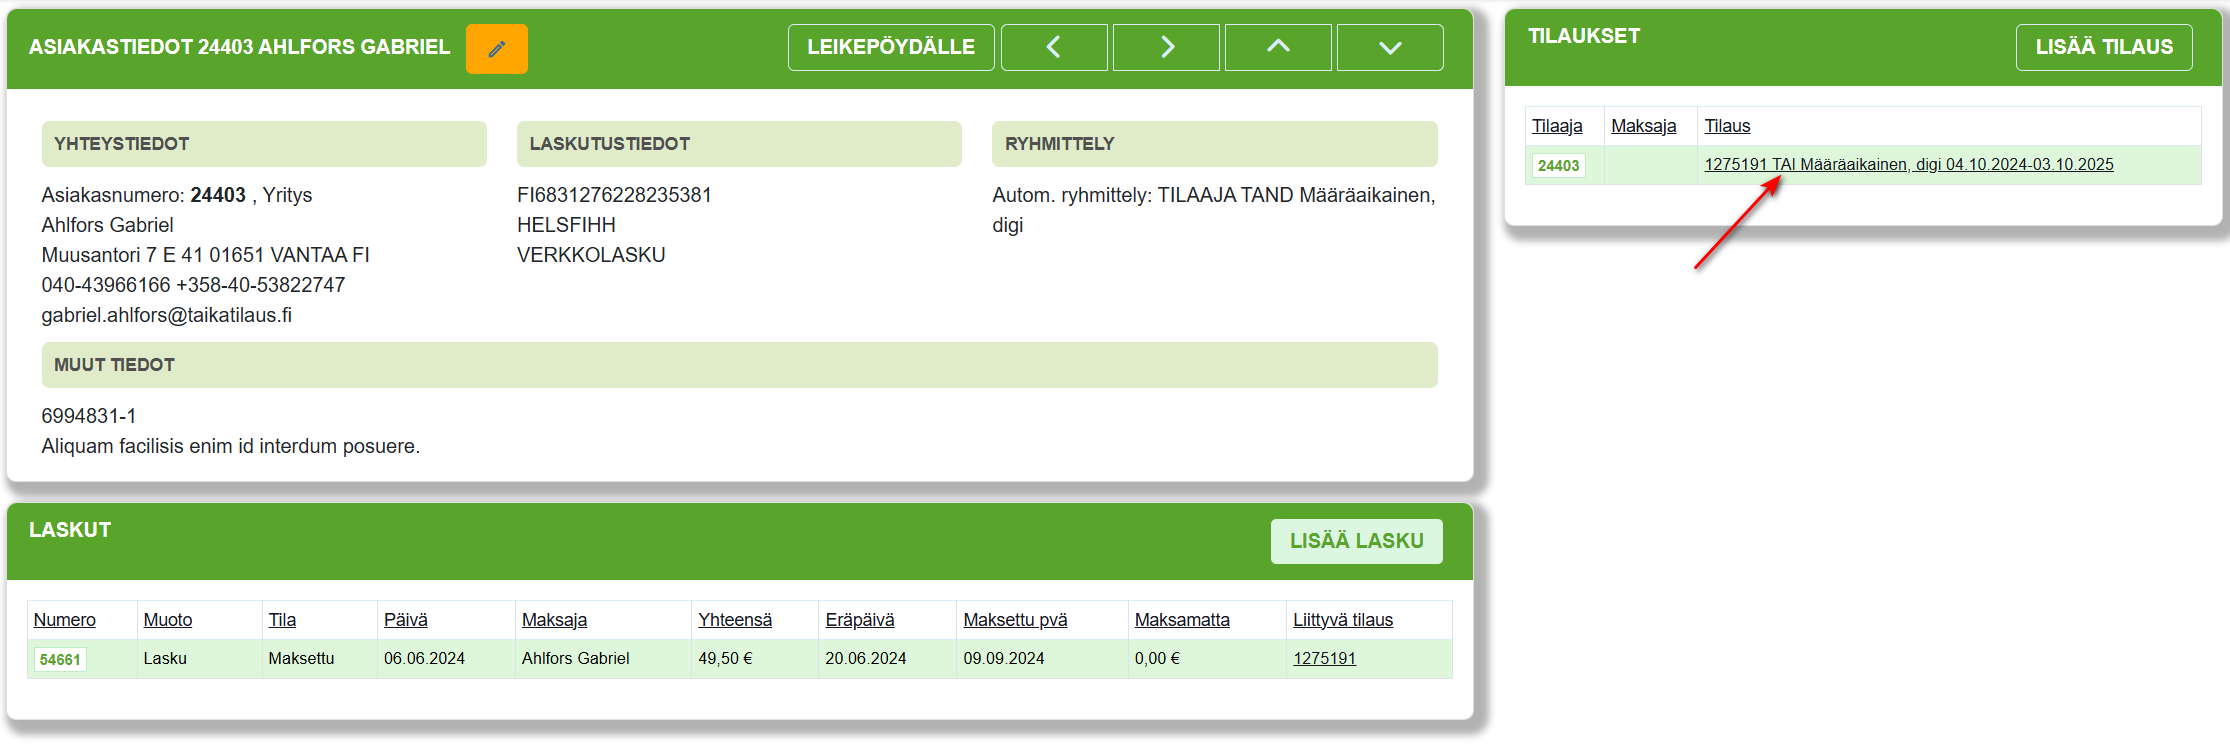 ASIAKASTIEDOT 24403 AHLFORS GABRIEL
LEIKEPÖYDÄLLE
YHTEYSTIEDOT
Asiakasnumero: 24403 , Yritys
Ahlfors Gabriel
Muusantori 7 E 41 01651 VANTAA FI
040-43966166 +358-40-53822747
gabriel.ahlfors@taikatilaus.fi
LASKUTUSTIEDOT
FI6831276228235381
HELSFIHH
VERKKOLASKU
RYHMITTELY
Autom. ryhmittely: TILAAJA TAND Määräaikainen,
digi
MUUT TIEDOT
6994831-1
Aliquam facilisis enim id interdum posuere.
LASKUT
LISÄÄ LASKU
Numero Muoto Tila Päivä Maksaja Yhteensä Eräpäivä Maksettu pvä Maksamatta Liittyvä tilaus
54661 Lasku Maksettu 06.06.2024 Ahlfors Gabriel 49,50 € 20.06.2024 09.09.2024 0,00 € 1275191
TILAUKSET
LISÄÄ TILAUS
Tilaaja Maksaja Tilaus
24403 1275191 TAI Määräaikainen, digi 04.10.2024-03.10.2025